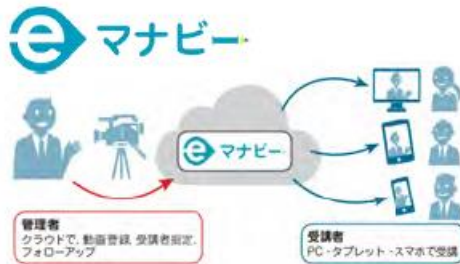 e マナビー
e マナビー
管理者
クラウドで、動画登録、受講者指定、
フォローアップ
受講者
PC・タブレット・スマホで受講